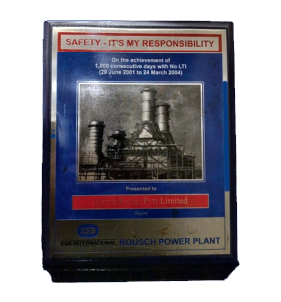 SAFETY - IT'S MY RESPONSIBILITY
On the achievement of
1,000 consecutive days with No LTI
(29 June 2001 to 24 March 2004)
Presented to
Limited
From
ESB INTERNATIONAL ROUSCH POWER PLANT